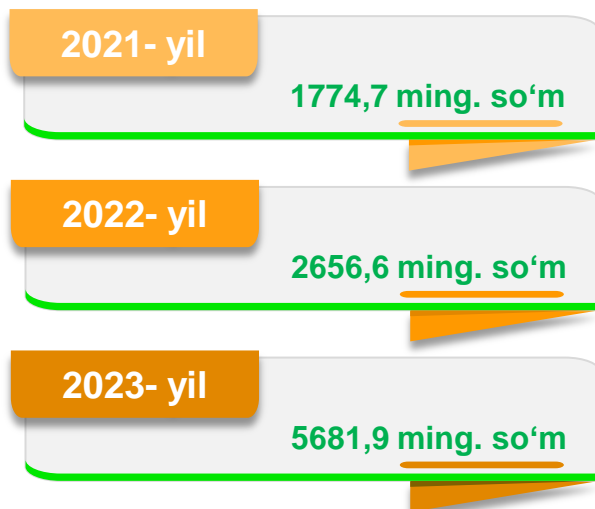 2021- yil
1774,7 ming. so‘m
2022- yil
2656,6 ming. so‘m
2023- yil
5681,9 ming. so‘m